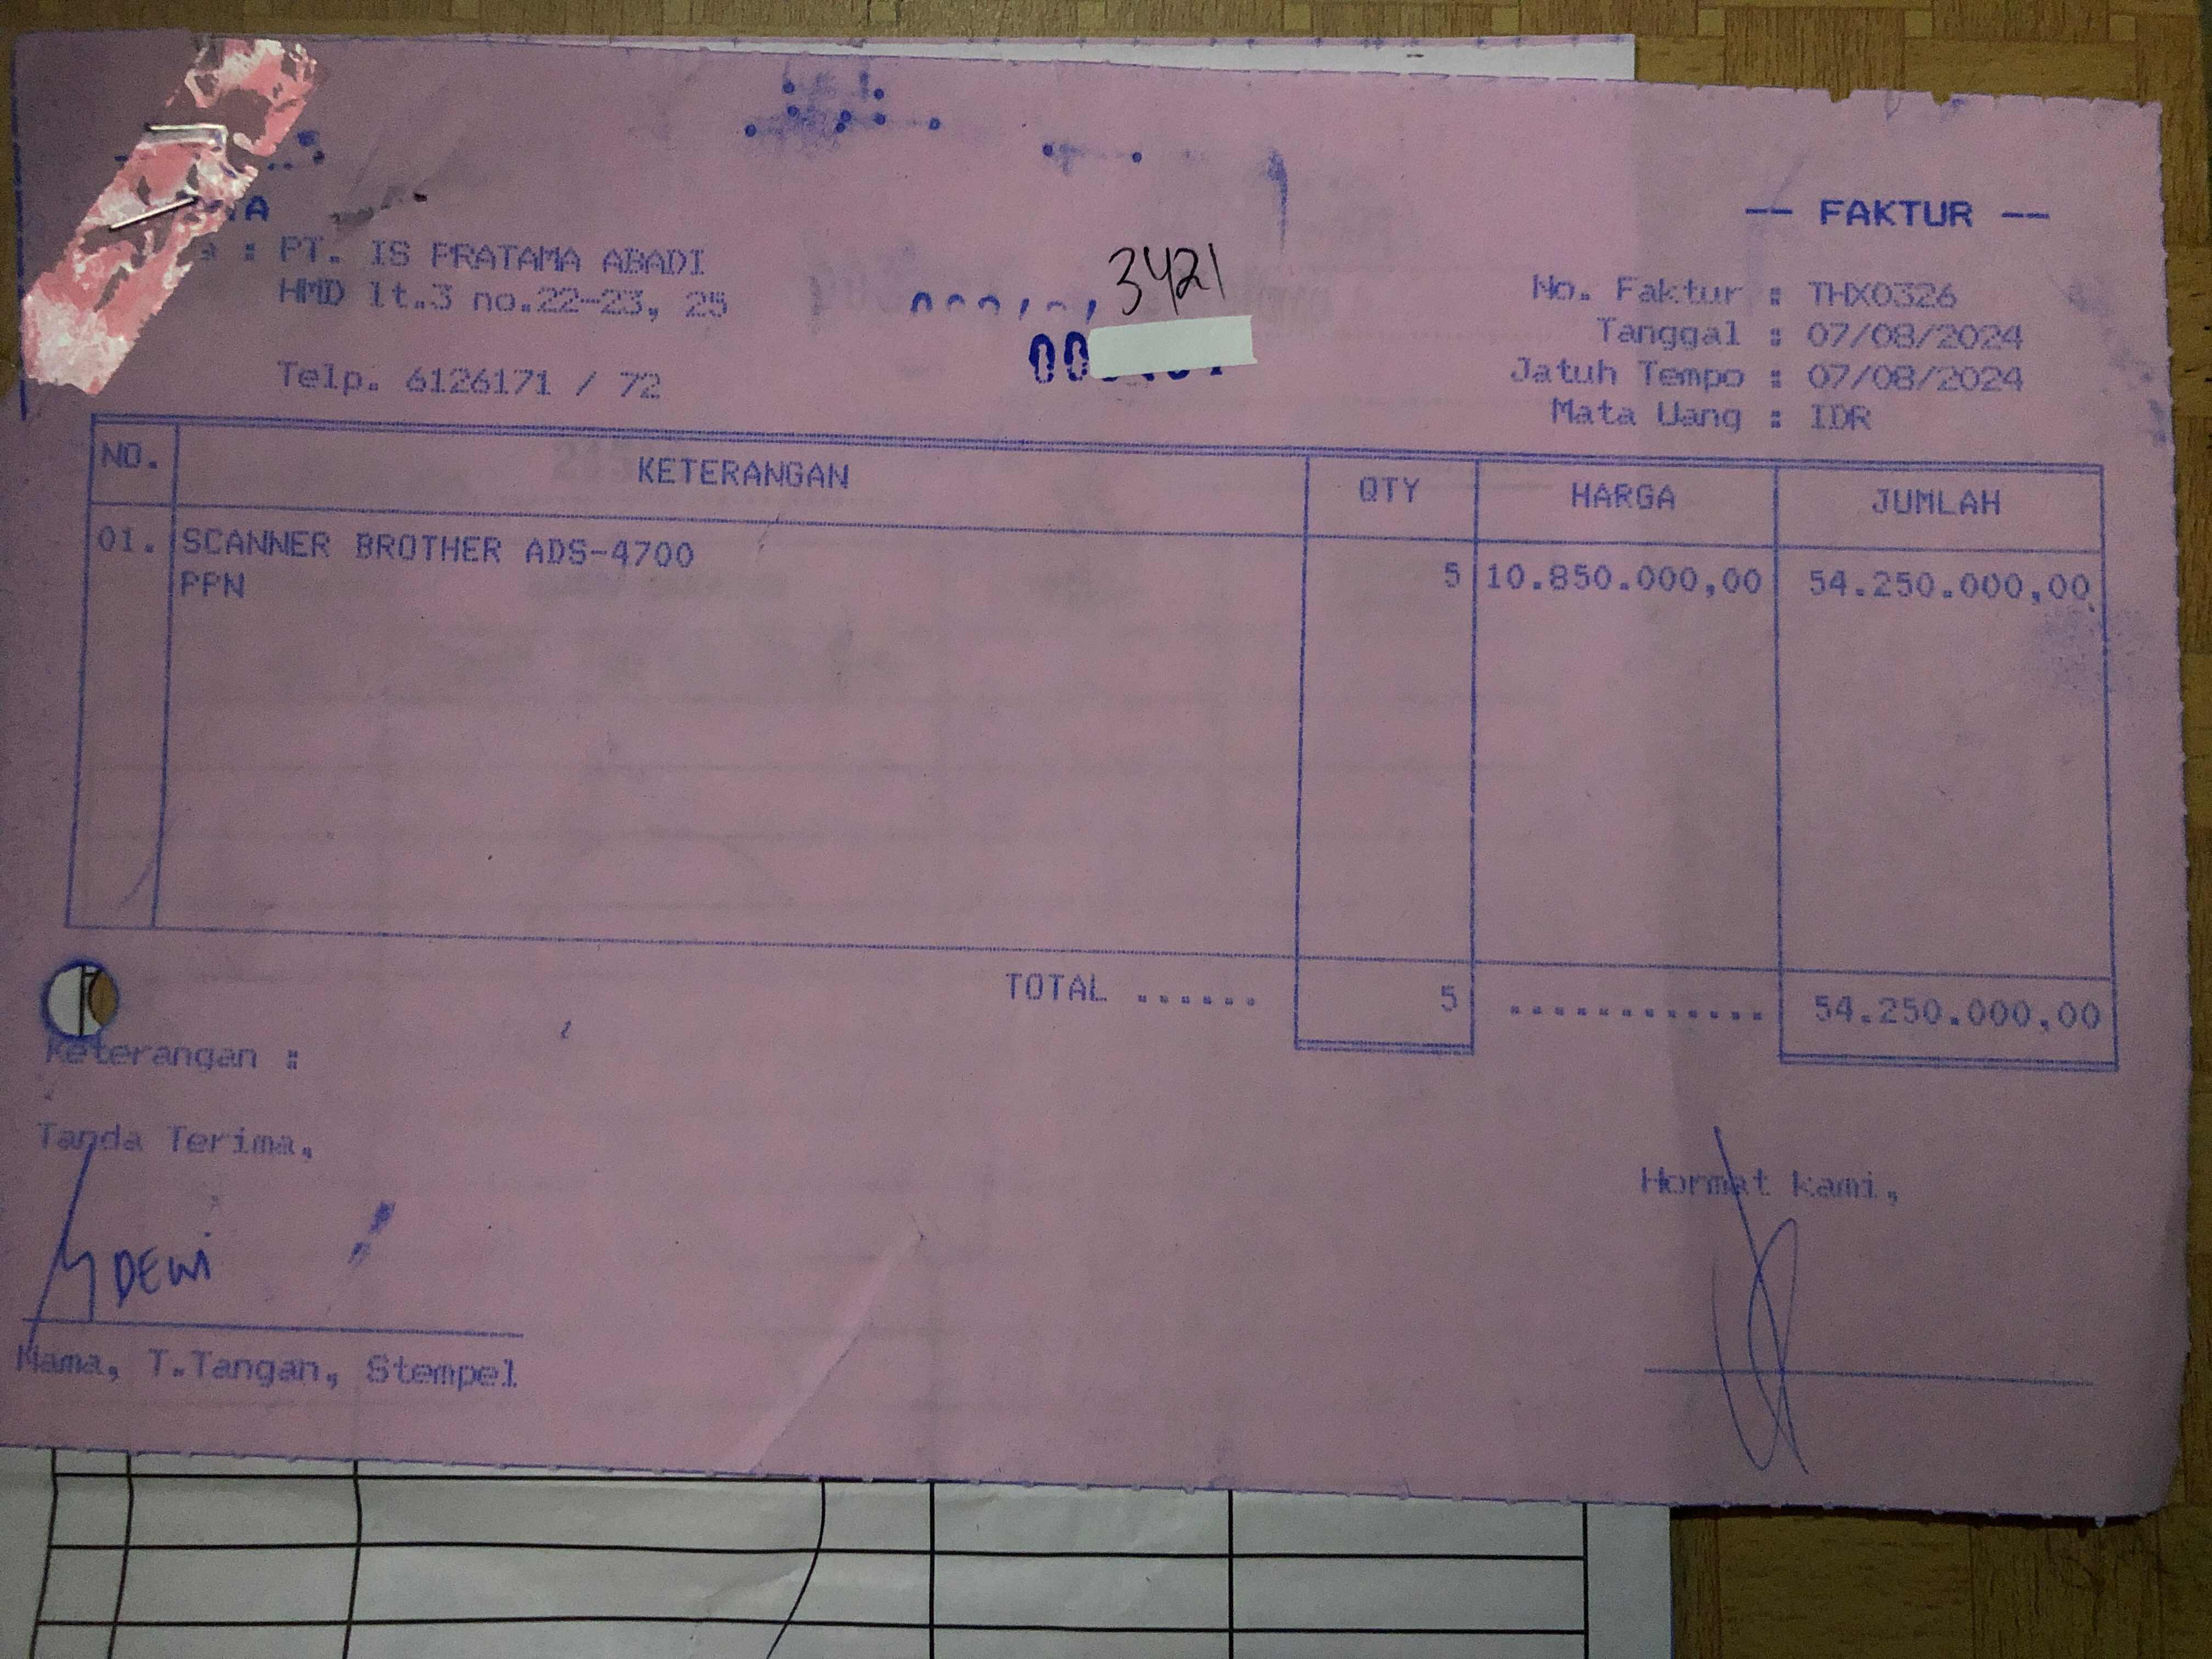 : PT. IS PRATAMA ABADI
HMD lt.3 no.22-23, 25
Telp. 6126171 / 72
3421
00
-- FAKTUR --
No. Faktur : THX0326
Tanggal : 07/08/2024
Jatuh Tempo : 07/08/2024
Mata Uang : IDR
NO. KETERANGAN QTY HARGA JUMLAH
01. SCANNER BROTHER ADS-4700
PPN 5 10.850.000,00 54.250.000,00
TOTAL ...... 5 ............. 54.250.000,00
Keterangan :
Tanda Terima,
Hormat kami,
DEWI
Nama, T.Tangan, Stempel